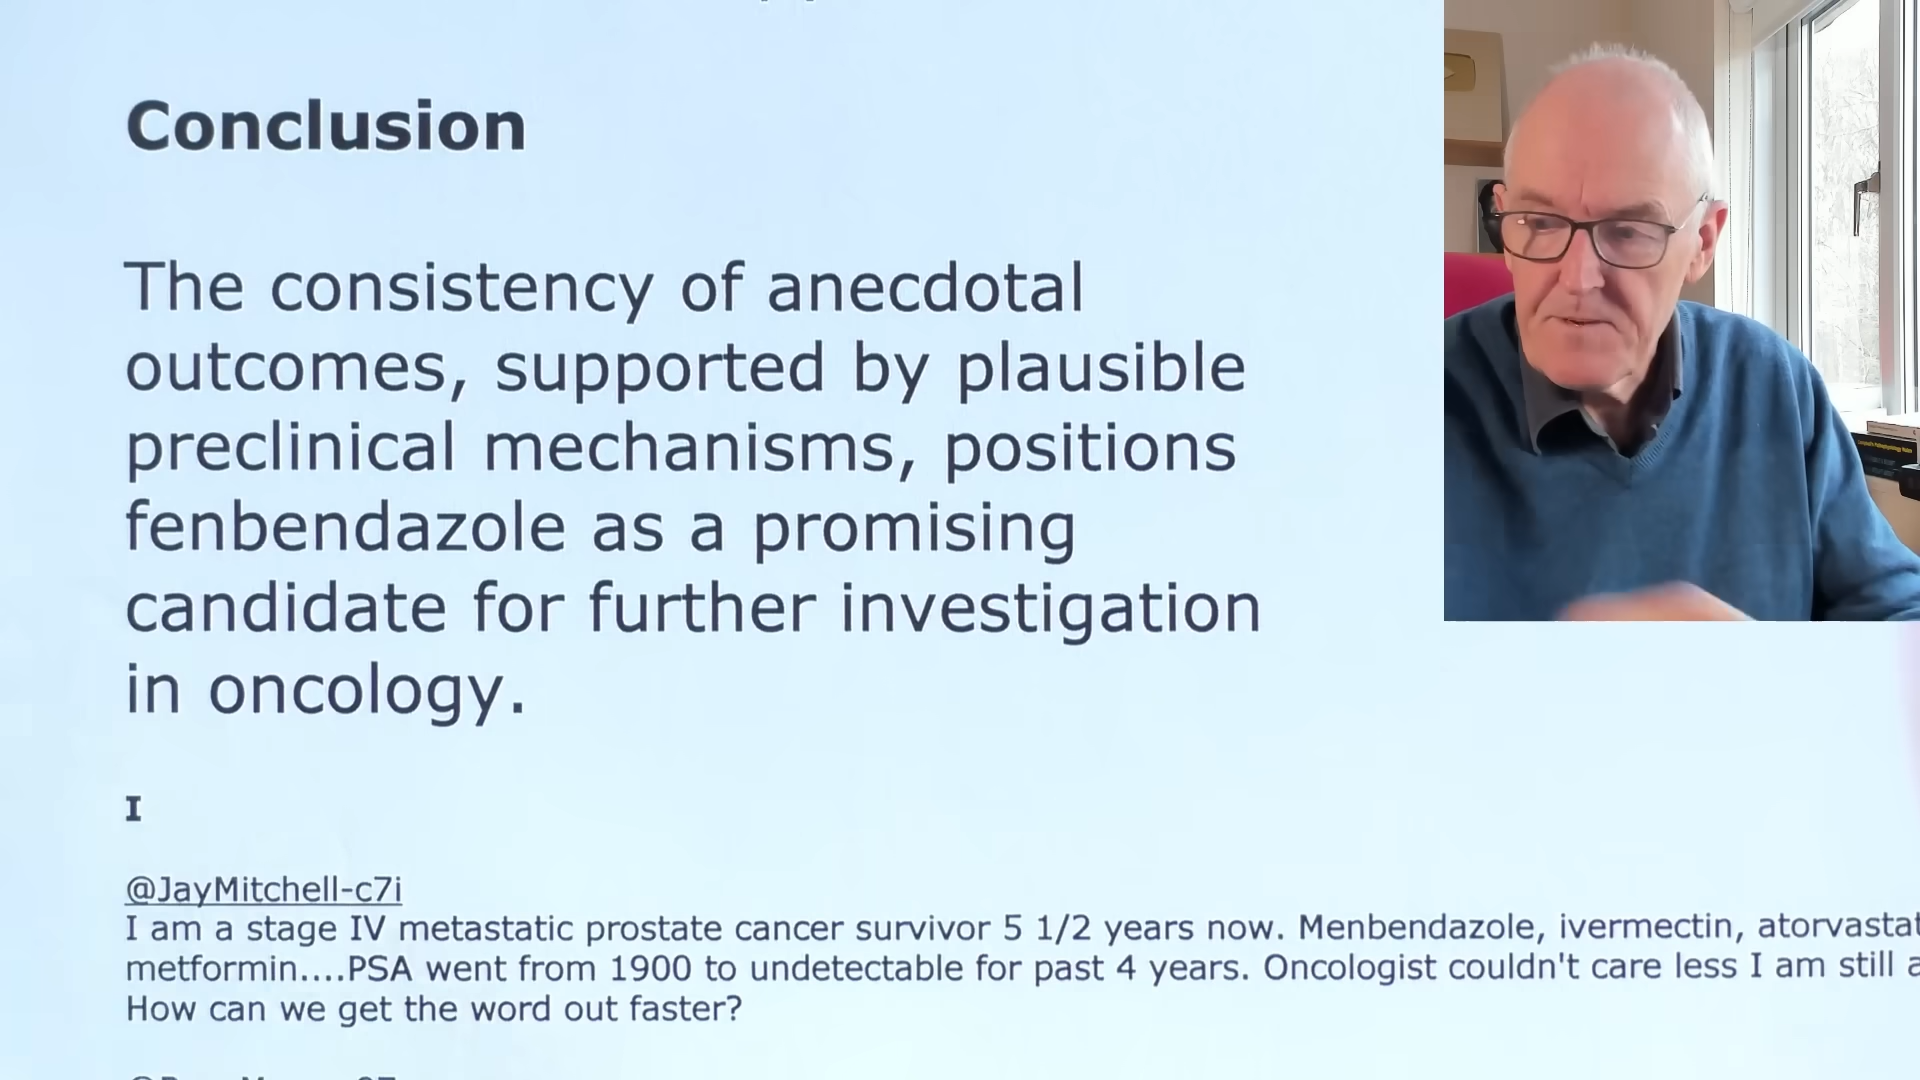 Conclusion
The consistency of anecdotal
outcomes, supported by plausible
preclinical mechanisms, positions
fenbendazole as a promising
candidate for further investigation
in oncology.
I
@JayMitchell-c7i
I am a stage IV metastatic prostate cancer survivor 5 1/2 years now. Menbendazole, ivermectin,
metformin....PSA went from 1900 to undetectable for past 4 years. Oncologist couldn't care less I am still
How can we get the word out faster?